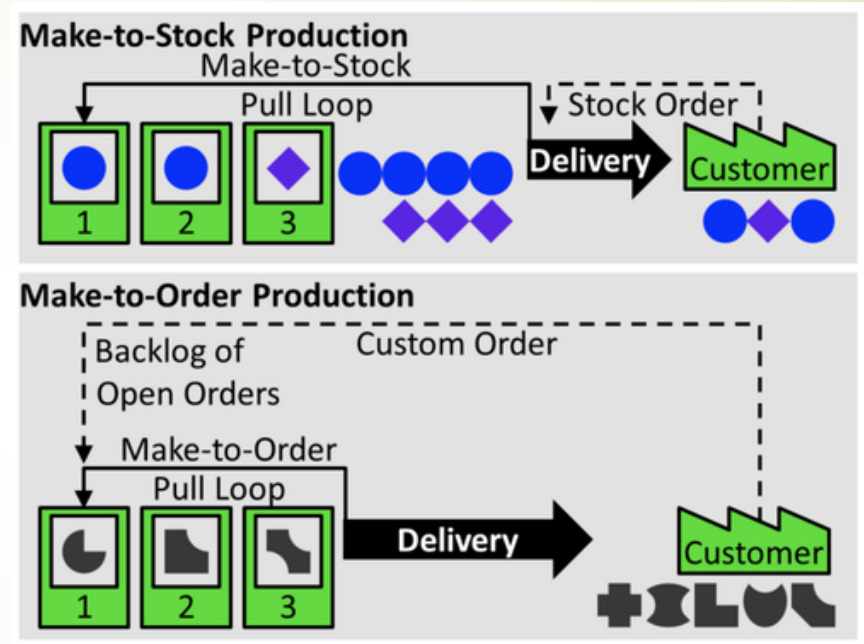 Make-to-Stock Production
Make-to-Stock
Pull Loop
Stock Order
Delivery
Customer
1
2
3
Make-to-Order Production
Backlog of
Open Orders
Custom Order
Make-to-Order
Pull Loop
Delivery
Customer
1
2
3